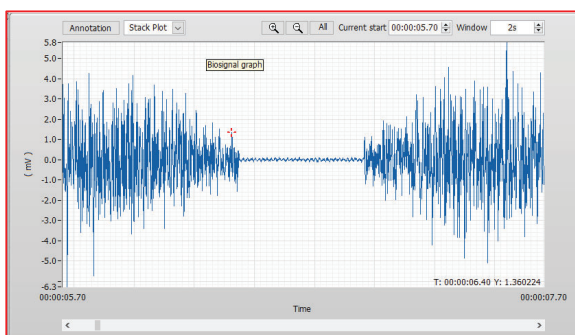 Annotation Stack Plot All Current start 00:00:05.70 Window 2s
Biosignal graph
5.8
5.0
4.0
3.0
2.0
1.0
0.0
-1.0
-2.0
-3.0
-4.0
-5.0
-6.3
( mV )
T: 00:00:06.40 Y: 1.360224
00:00:05.70 00:00:07.70
Time